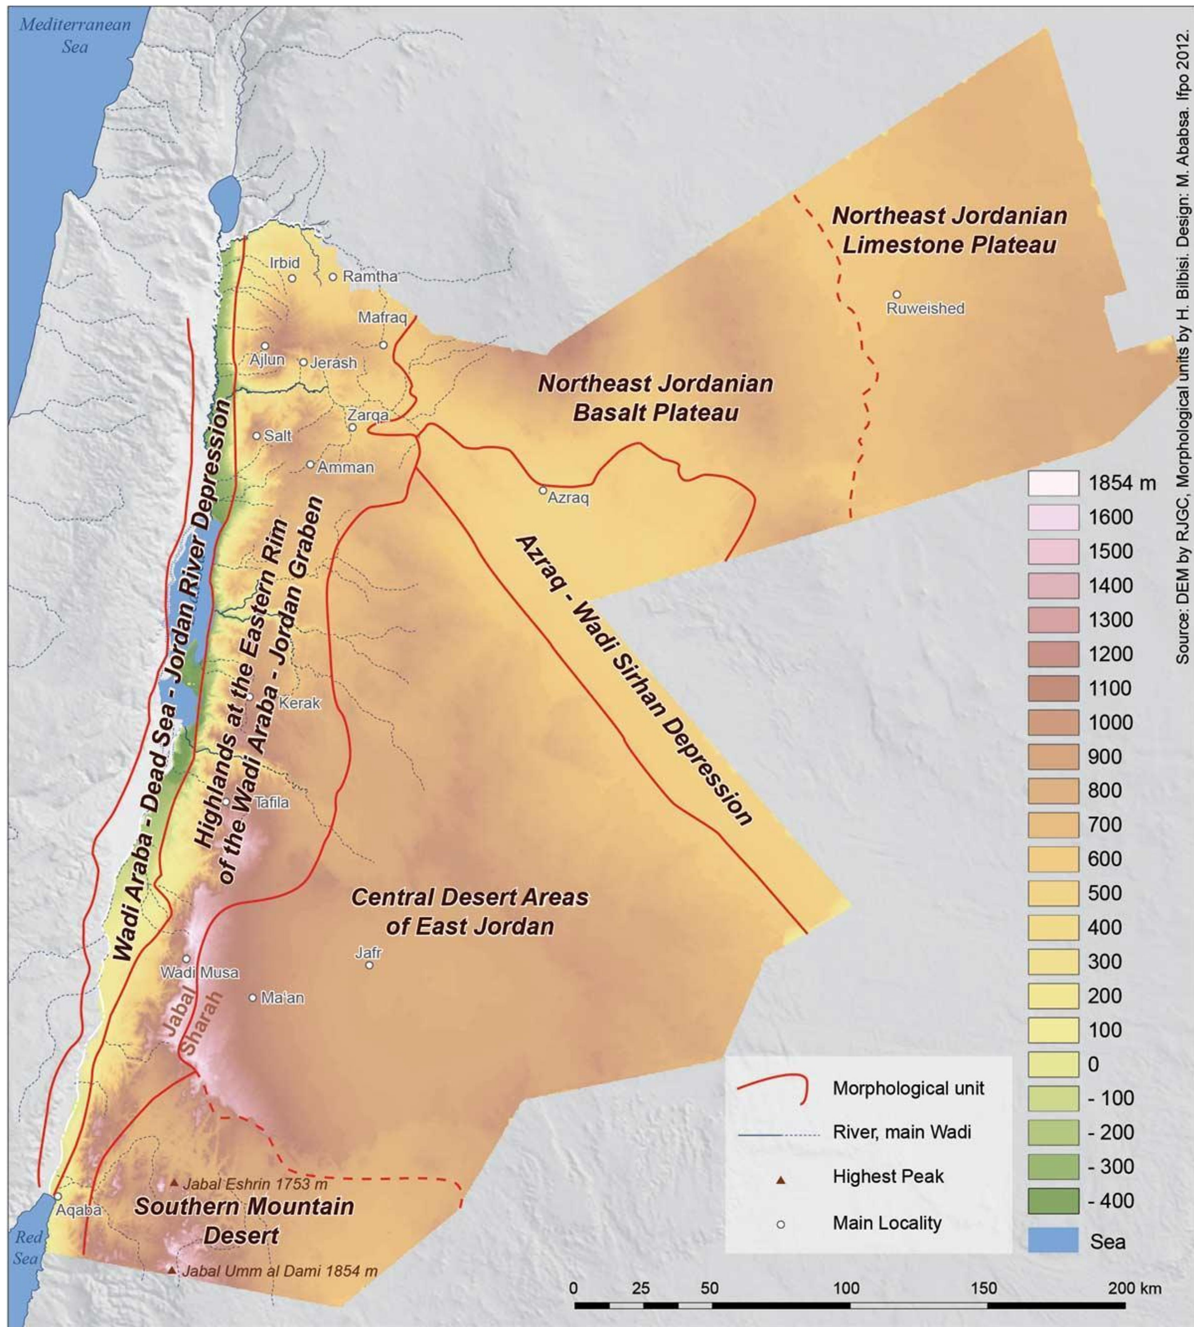 Mediterranean
Sea
Source: DEM by RJGC, Morphological units by H. Bilbisi. Design: M. Ababsa. Ifpo 2012.
Northeast Jordanian
Limestone Plateau
Irbid
Ramtha
Ruweished
Mafraq
Ajlun
Jerash
Northeast Jordanian
Basalt Plateau
Zarqa
Salt
Amman
Azraq
Wadi Araba - Dead Sea - Jordan River Depression
Highlands at the Eastern Rim
of the Wadi Araba - Jordan Graben
Azraq - Wadi Sirhan Depression
Kerak
Tafila
Central Desert Areas
of East Jordan
Jafr
Wadi Musa
Ma'an
Jabal
Sharah
Jabal Eshrin 1753 m
Southern Mountain
Desert
Aqaba
Red
Sea
Jabal Umm al Dami 1854 m
1854 m
1600
1500
1400
1300
1200
1100
1000
900
800
700
600
500
400
300
200
100
0
- 100
- 200
- 300
- 400
Sea
Morphological unit
River, main Wadi
Highest Peak
Main Locality
0 25 50 100 150 200 km